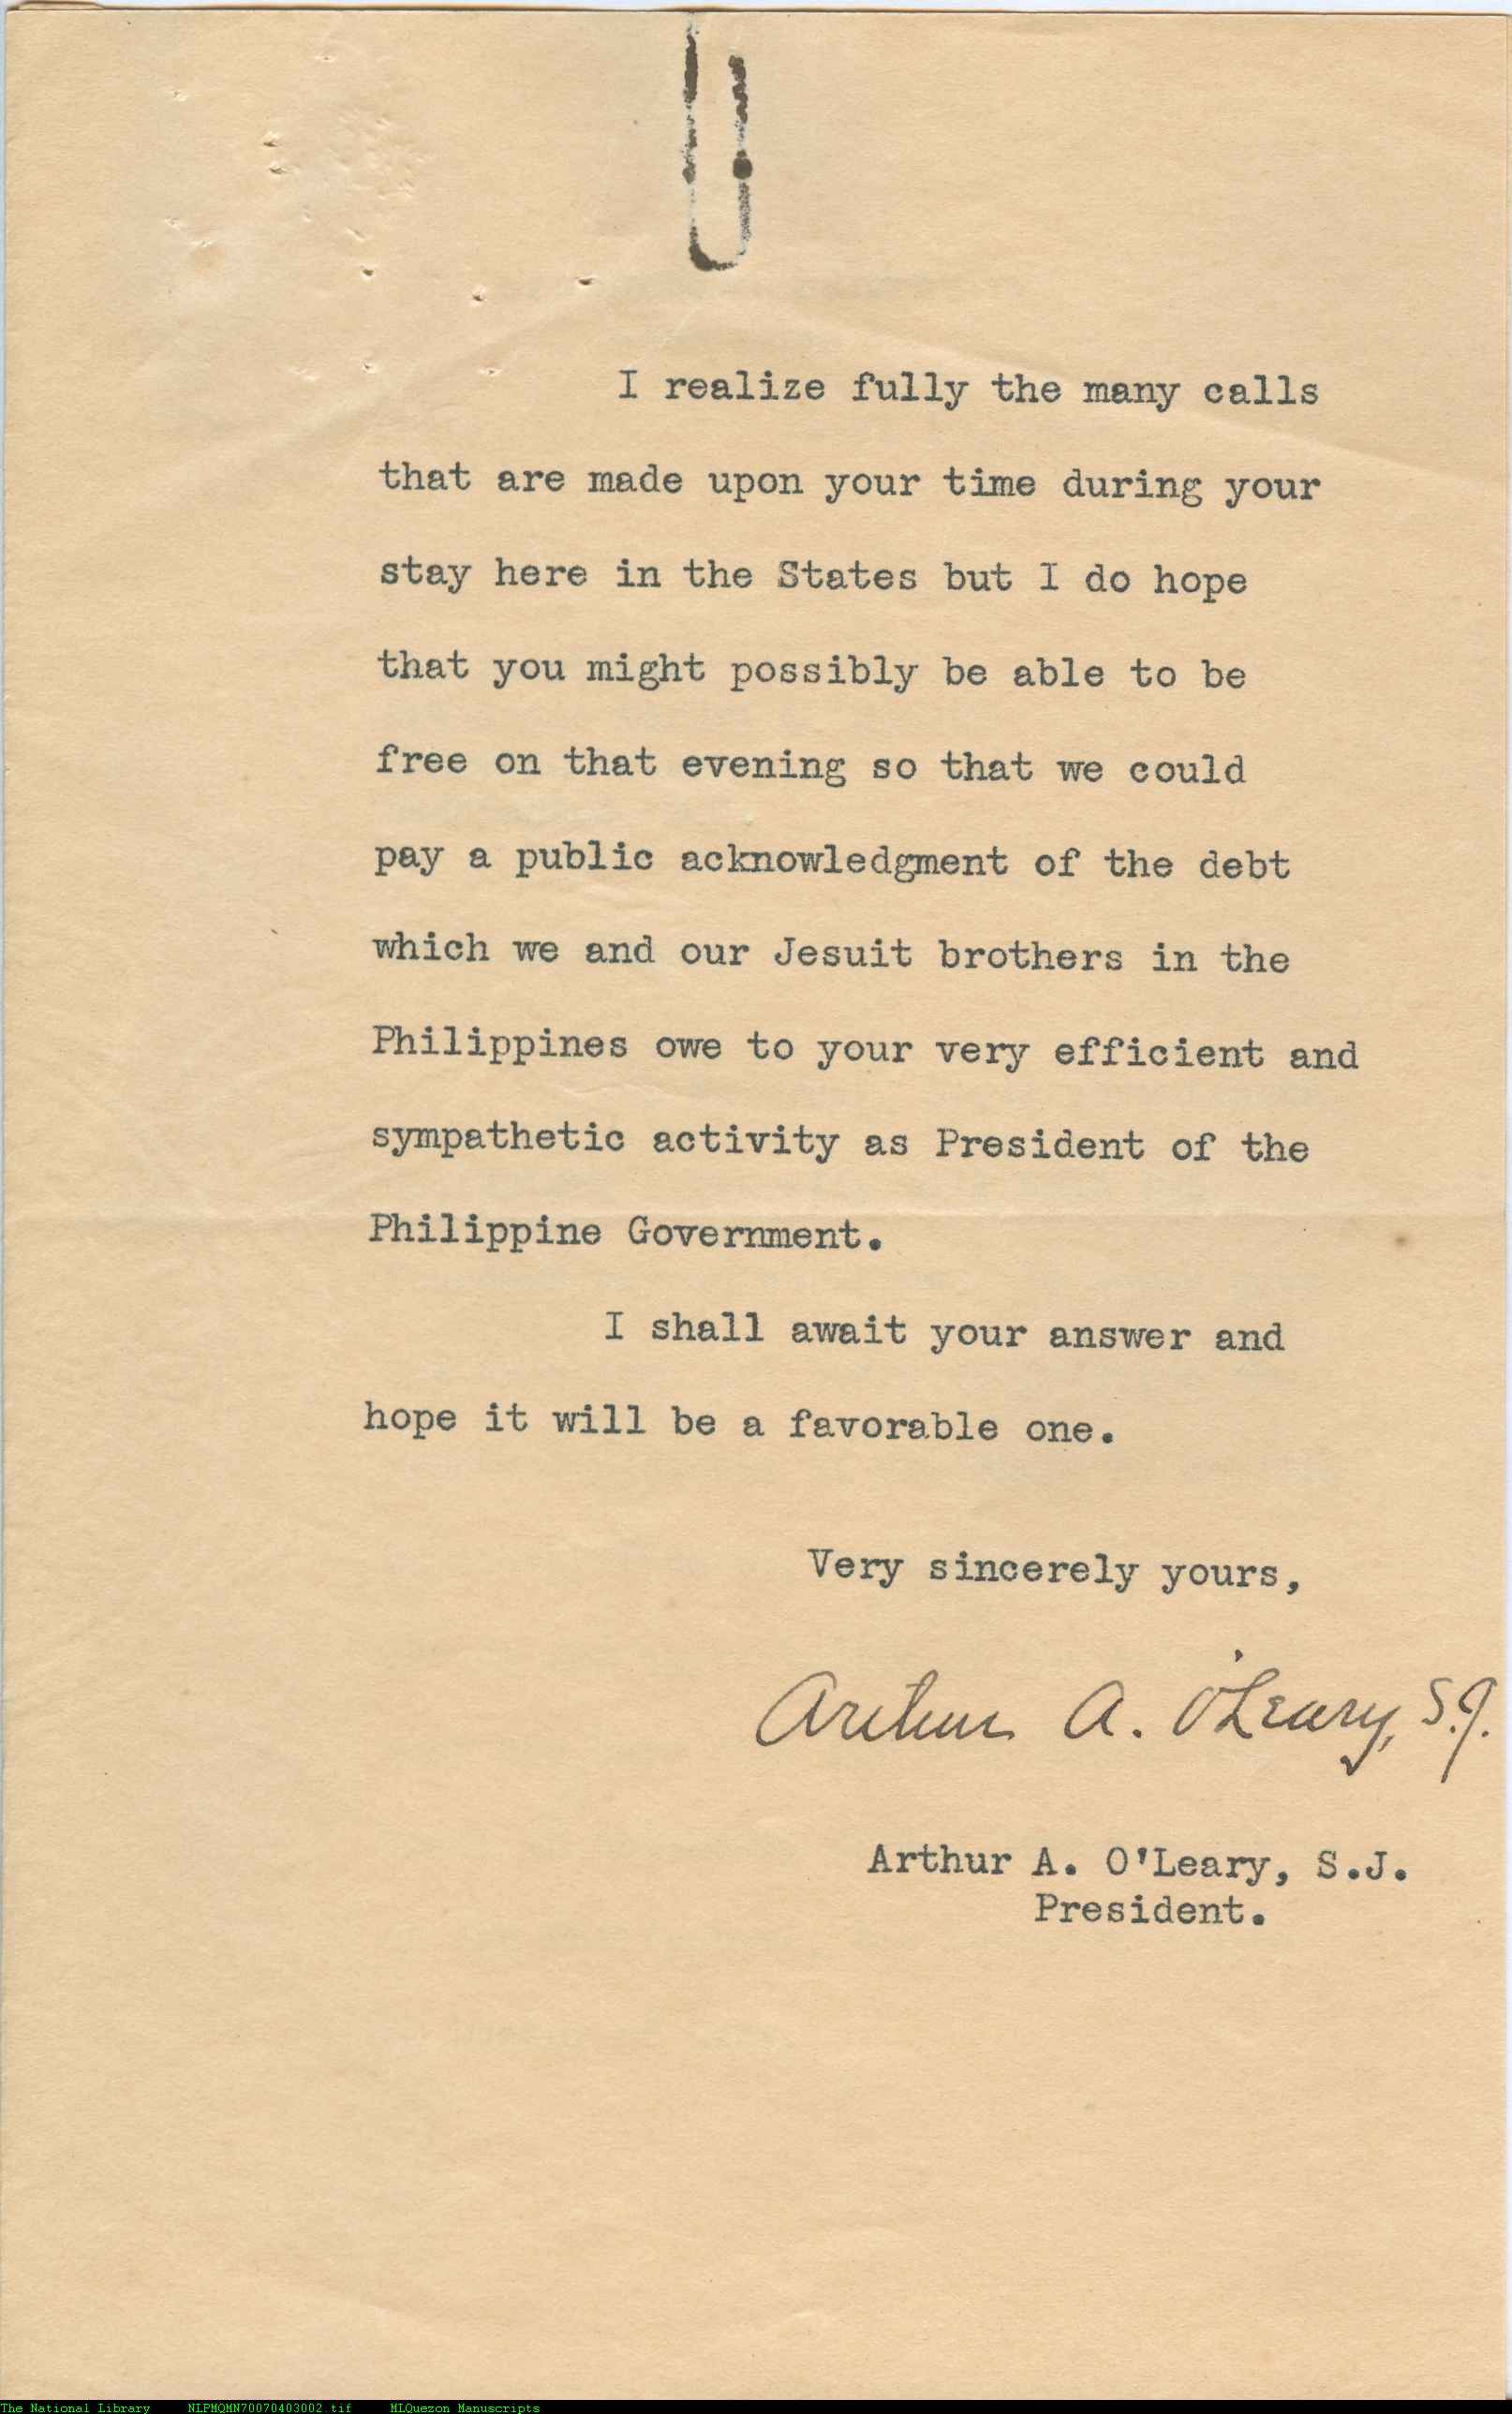 I realize fully the many calls
that are made upon your time during your
stay here in the States but I do hope
that you might possibly be able to be
free on that evening so that we could
pay a public acknowledgment of the debt
which we and our Jesuit brothers in the
Philippines owe to your very efficient and
sympathetic activity as President of the
Philippine Government.
I shall await your answer and
hope it will be a favorable one.
Very sincerely yours,
Arthur A. O'Leary, S.J.
Arthur A. O'Leary, S.J.
President.
The National Library NLPMQMN70070403002.tif MLQuezon Manuscripts